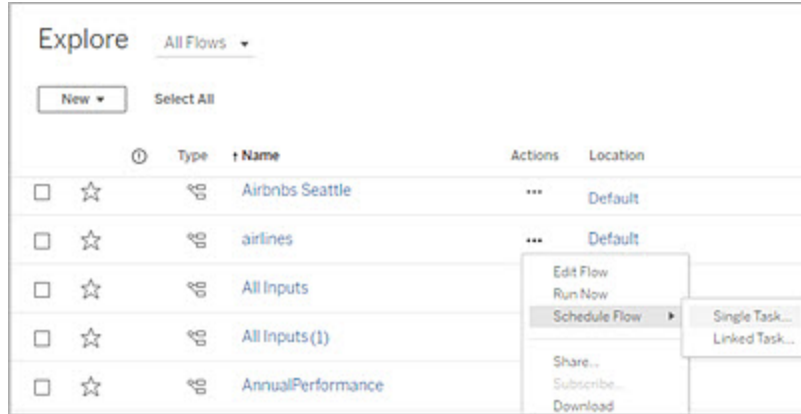 Explore All Flows
New Select All
Type ↑ Name Actions Location
Airbnbs Seattle ••• Default
airlines ••• Default
All Inputs
All Inputs (1)
AnnualPerformance
Edit Flow
Run Now
Schedule Flow
Single Task...
Linked Task...
Share...
Subscribe...
Download